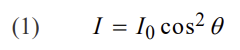 (1) I = I₀ cos² θ